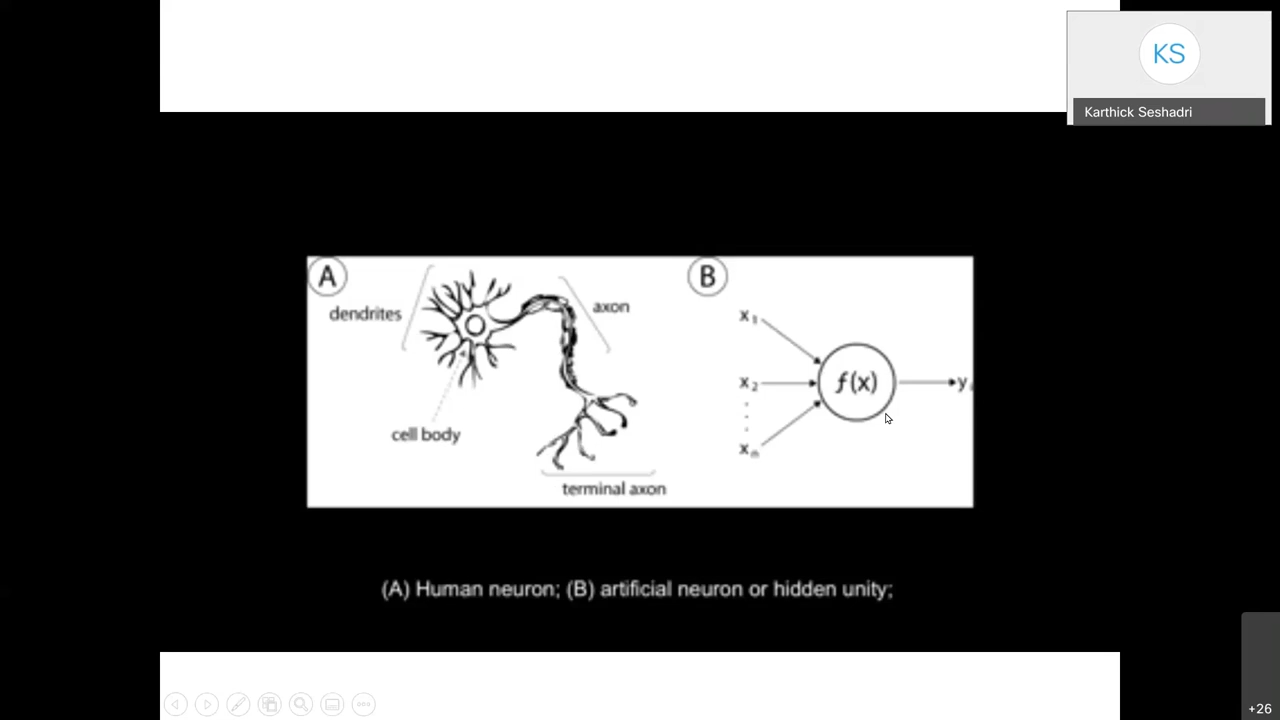 KS
Karthick Seshadri
A
B
dendrites
axon
cell body
terminal axon
x1
x2
xn
f(x)
y
(A) Human neuron; (B) artificial neuron or hidden unity;
+26